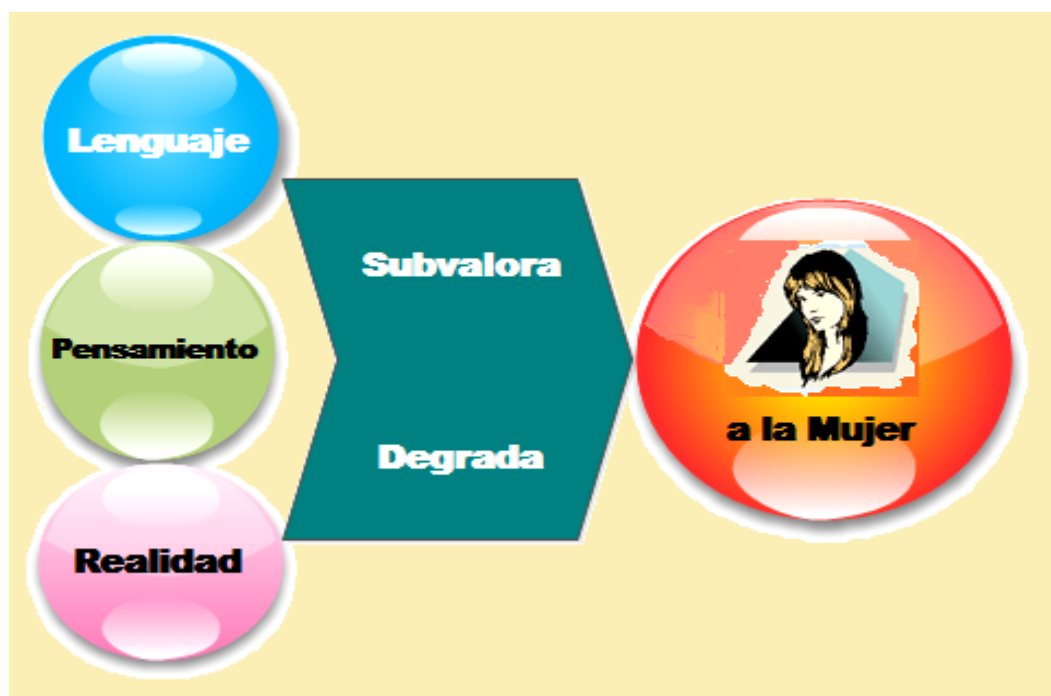 Lenguaje
Pensamiento
Realidad
Subvalora
Degrada
a la Mujer